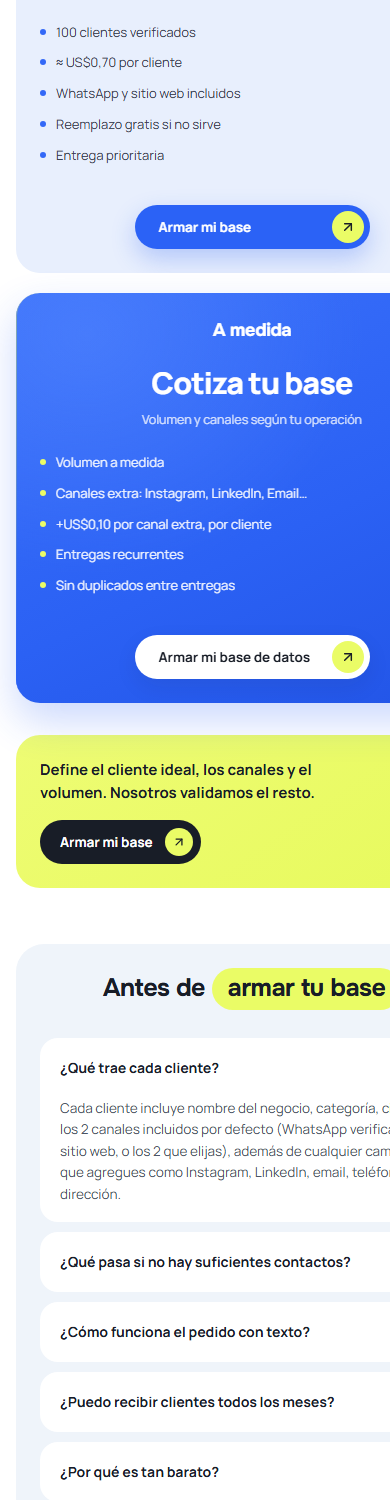 100 clientes verificados
≈ US$0,70 por cliente
WhatsApp y sitio web incluidos
Reemplazo gratis si no sirve
Entrega prioritaria
Armar mi base
A medida
Cotiza tu base
Volumen y canales según tu operación
Volumen a medida
Canales extra: Instagram, LinkedIn, Email...
+US$0,10 por canal extra, por cliente
Entregas recurrentes
Sin duplicados entre entregas
Armar mi base de datos
Define el cliente ideal, los canales y el
volumen. Nosotros validamos el resto.
Armar mi base
Antes de armar tu base
¿Qué trae cada cliente?
Cada cliente incluye nombre del negocio, categoría,
los 2 canales incluidos por defecto (WhatsApp
sitio web, o los 2 que elijas), además de cualquier
que agregues como Instagram, LinkedIn, email,
dirección.
¿Qué pasa si no hay suficientes contactos?
¿Cómo funciona el pedido con texto?
¿Puedo recibir clientes todos los meses?
¿Por qué es tan barato?